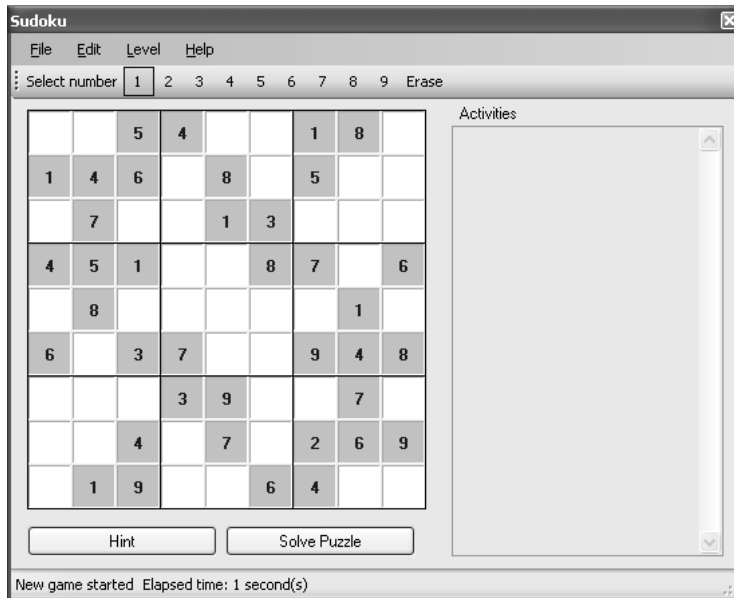 Sudoku
File Edit Level Help
Select number 1 2 3 4 5 6 7 8 9 Erase
Activities
5 4 1 8
1 4 6 8 5
7 1 3
4 5 1 8 7 6
8 1
6 3 7 9 4 8
3 9 7
4 7 2 6 9
1 9 6 4
Hint Solve Puzzle
New game started Elapsed time: 1 second(s)